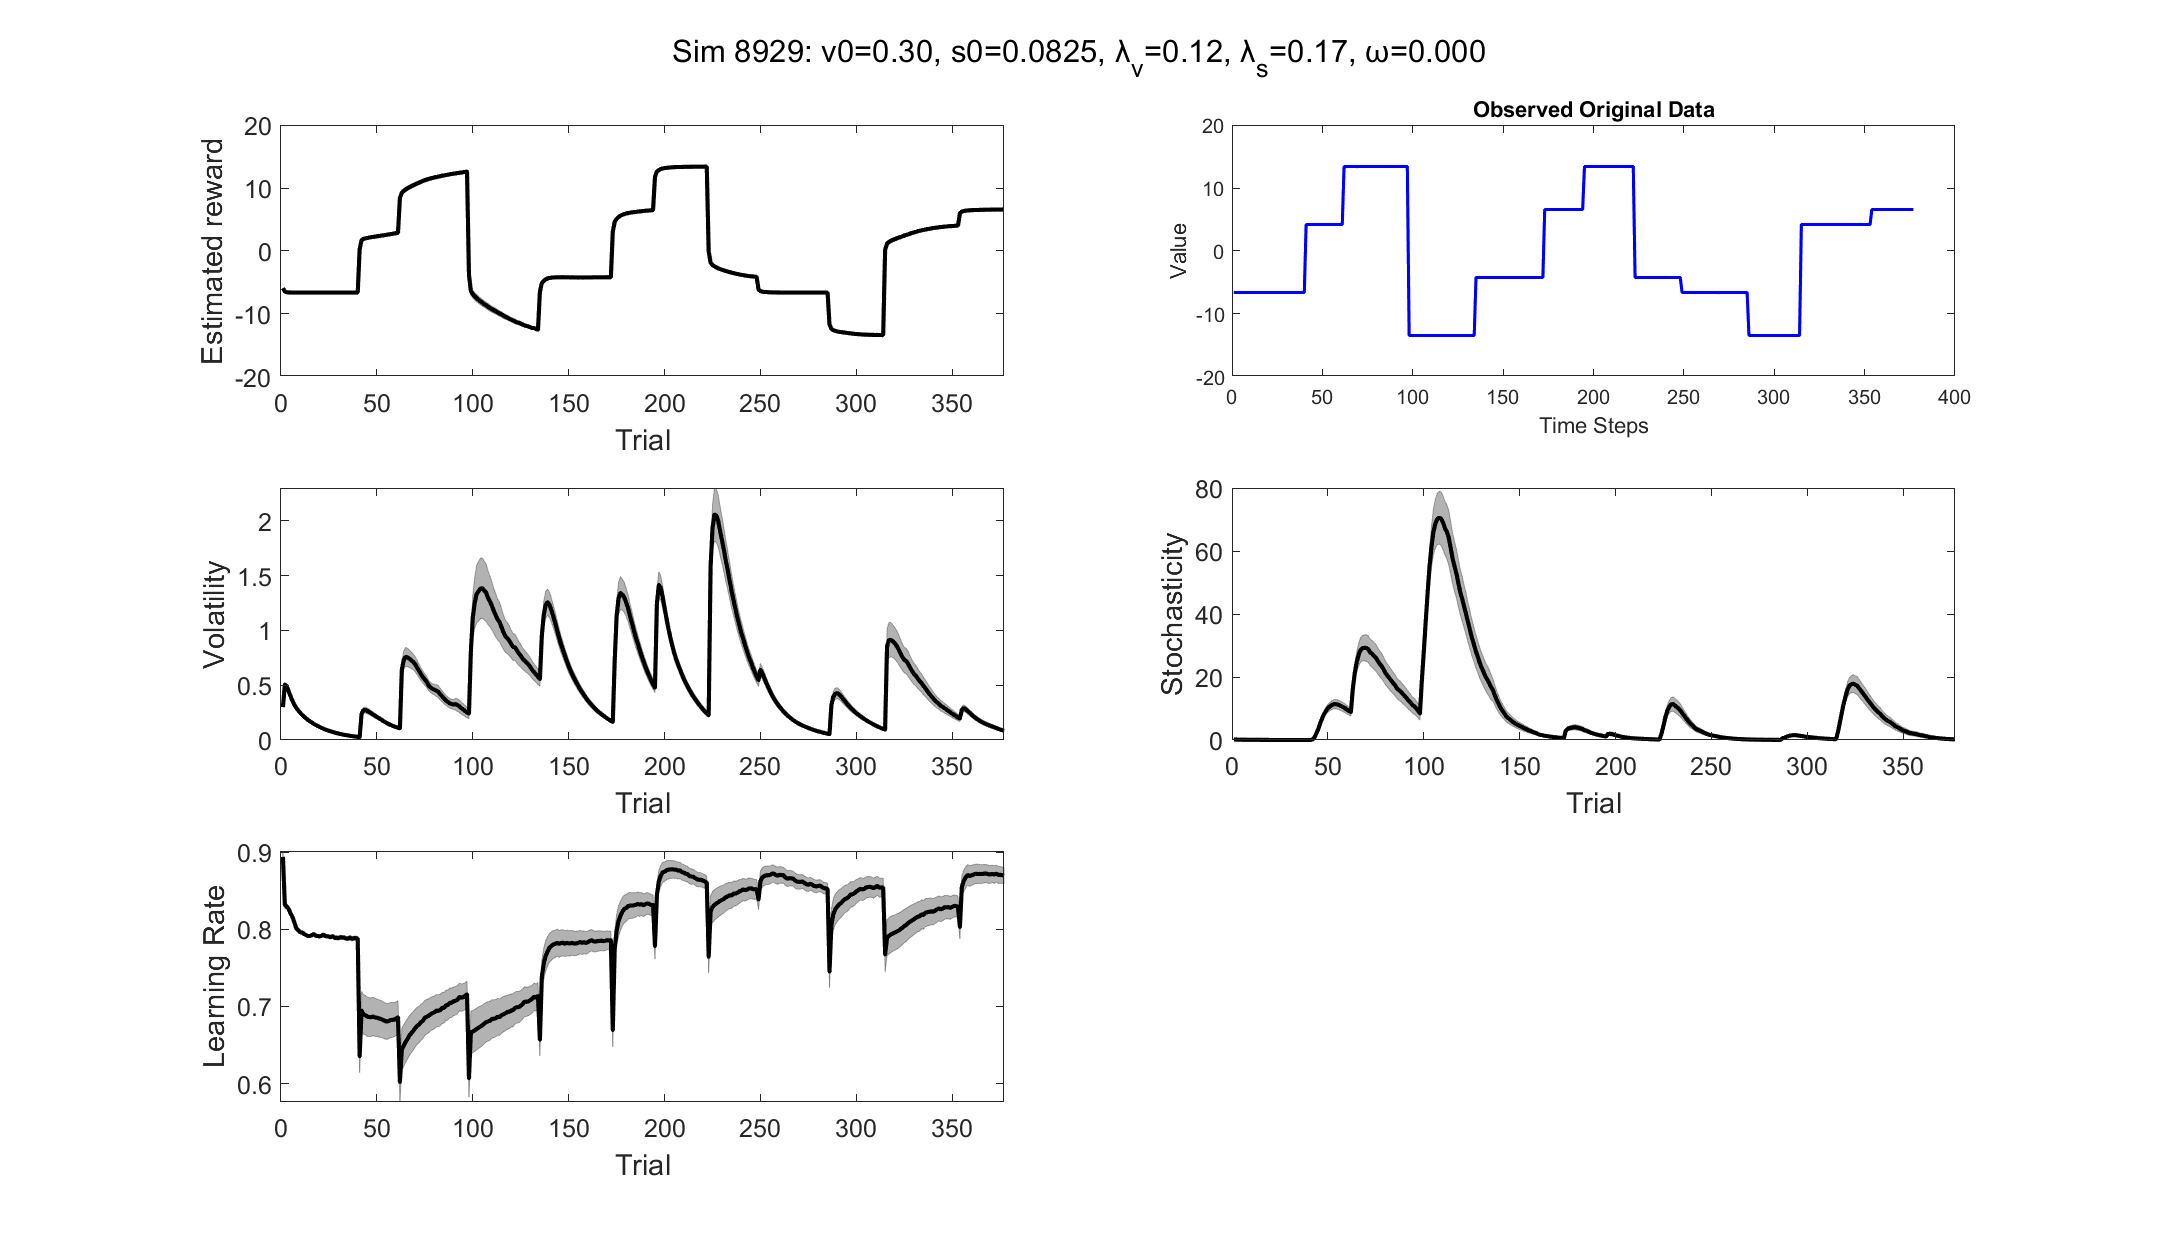 Sim 8929: v0=0.30, s0=0.0825, λv=0.12, λs=0.17, ω=0.000
Estimated reward
20
10
0
-10
-20
0 50 100 150 200 250 300 350
Trial
Observed Original Data
Value
20
10
0
-10
-20
0 50 100 150 200 250 300 350 400
Time Steps
Volatility
2
1.5
1
0.5
0
0 50 100 150 200 250 300 350
Trial
Stochasticity
80
60
40
20
0
0 50 100 150 200 250 300 350
Trial
Learning Rate
0.9
0.8
0.7
0.6
0 50 100 150 200 250 300 350
Trial